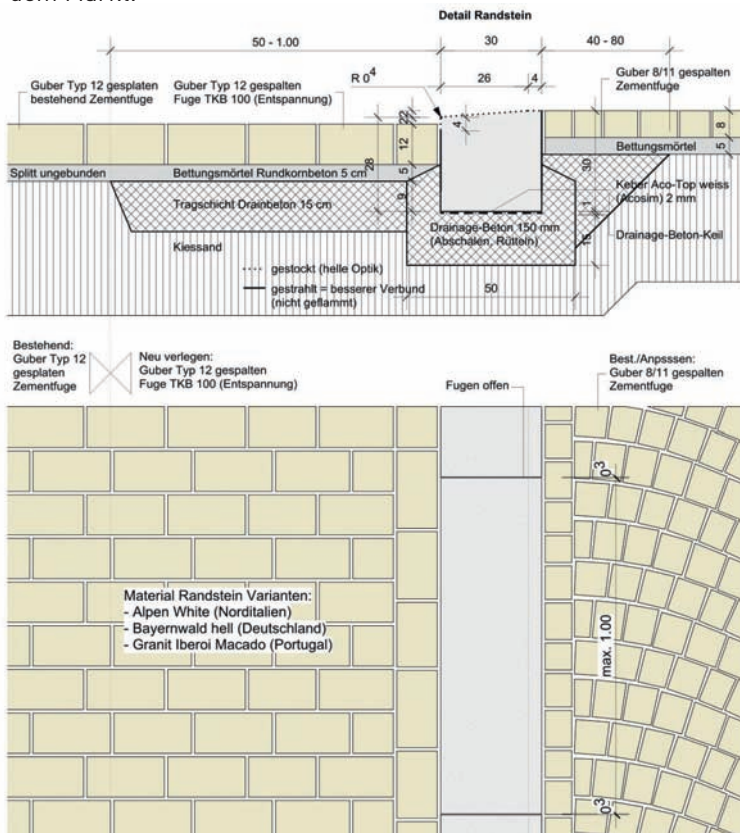 dem Markt.
Detail Randstein
50 - 1.00
30
40 - 80
26
4
R 0⁴
Guber Typ 12 gesplaten
bestehend Zementfuge
Guber Typ 12 gespalten
Fuge TKB 100 (Entspannung)
Guber 8/11 gespalten
Zementfuge
22
4
12
28
5
9
8
5
30
1
15
Bettungsmörtel
Splitt ungebunden
Bettungsmörtel Rundkornbeton 5 cm
Tragschicht Drainbeton 15 cm
Kiessand
Keber Aco-Top weiss
(Acosim) 2 mm
Drainage-Beton 150 mm
(Abschalen, Rütteln)
Drainage-Beton-Keil
gestockt (helle Optik)
gestrahlt = besserer Verbund
(nicht geflammt)
50
Bestehend:
Guber Typ 12
gesplaten
Zementfuge
Neu verlegen:
Guber Typ 12 gespalten
Fuge TKB 100 (Entspannung)
Fugen offen
Best./Anpsssen:
Guber 8/11 gespalten
Zementfuge
0³
max. 1.00
0³
Material Randstein Varianten:
- Alpen White (Norditalien)
- Bayernwald hell (Deutschland)
- Granit Iberoi Macado (Portugal)